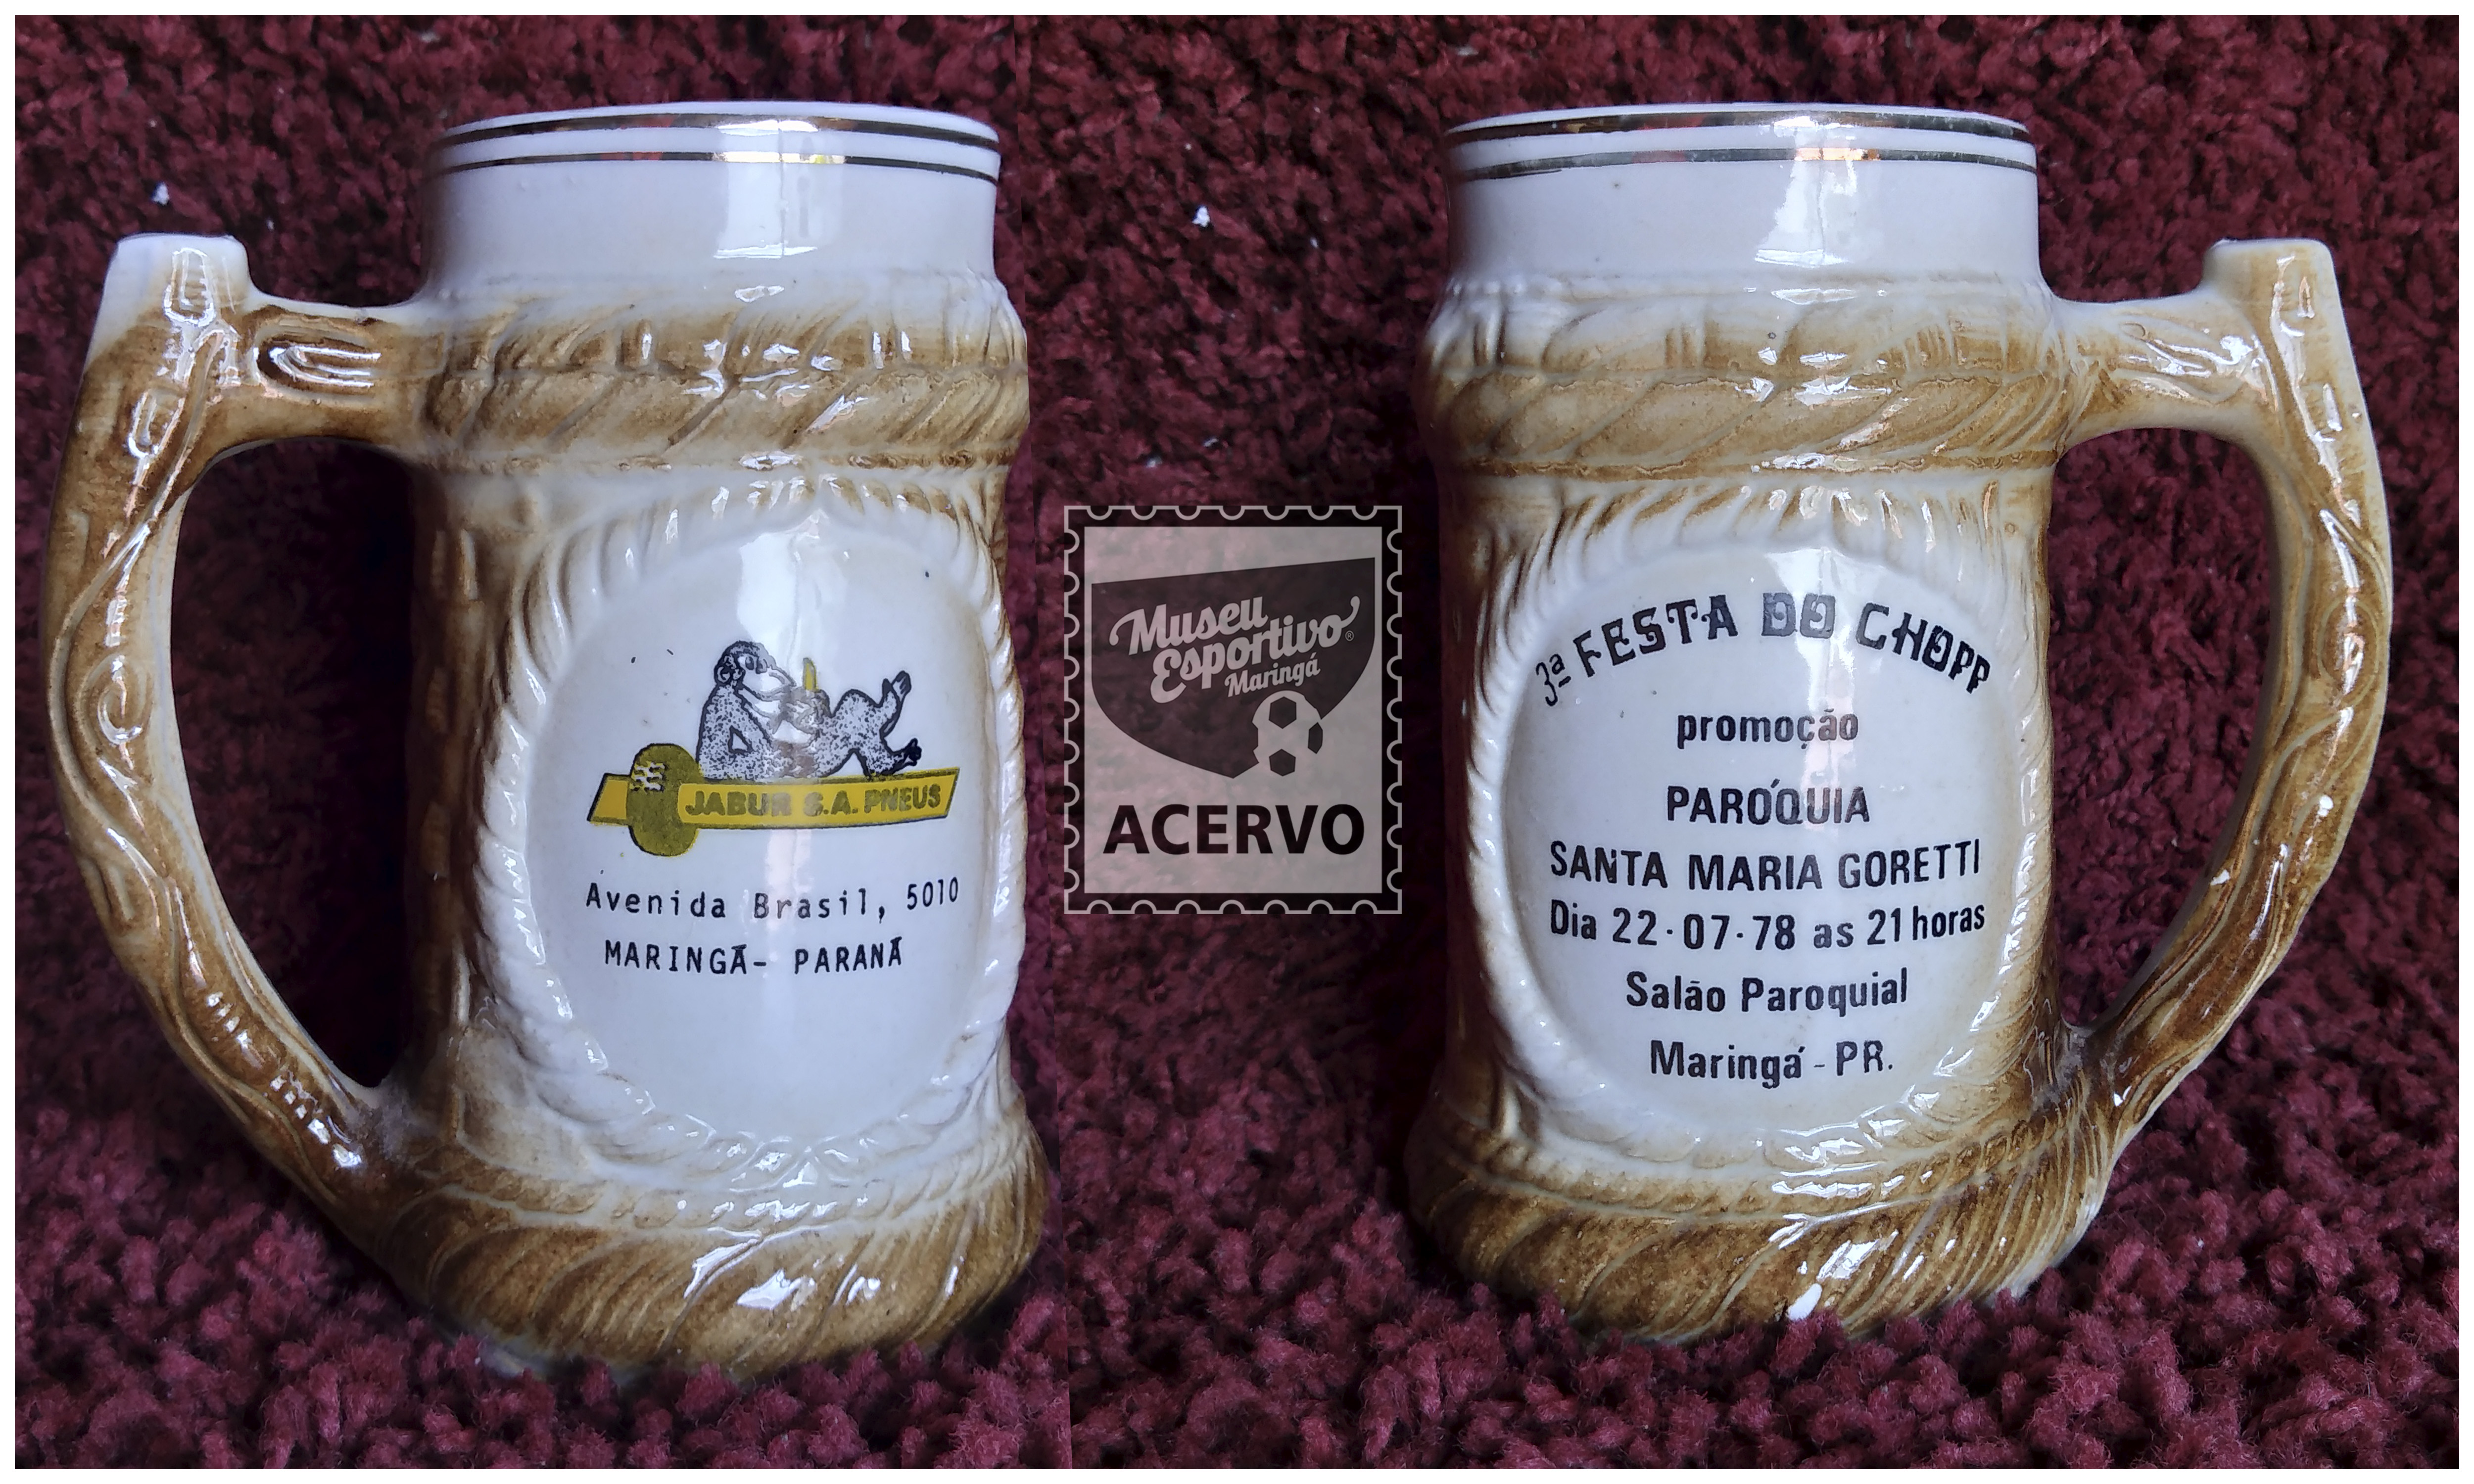 JABUR S.A. PNEUS
Avenida Brasil, 5010
MARINGÁ- PARANÁ
Museu
Esportivo®
Maringá
ACERVO
3ª FESTA DO CHOPP
promoção
PARÓQUIA
SANTA MARIA GORETTI
Dia 22·07·78 as 21 horas
Salão Paroquial
Maringá - PR.